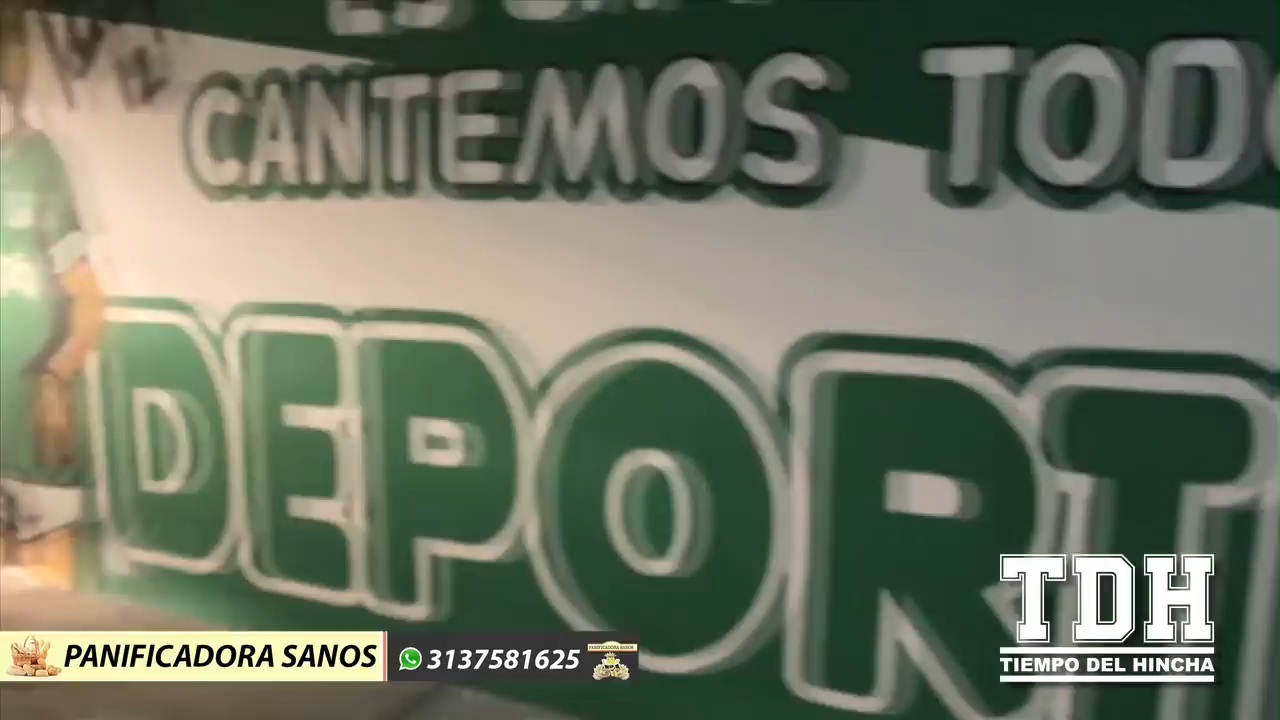 CANTEMOS TOD
DEPORT
TDH
TIEMPO DEL HINCHA
PANIFICADORA SANOS
3137581625